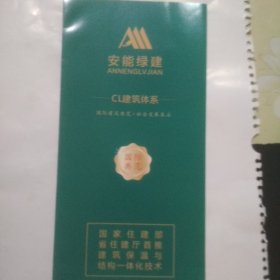 安能绿建
ANNENGLVJIAN
CL建筑体系
国家住建部
省住建厅首推
建筑保温与
结构一体化技术